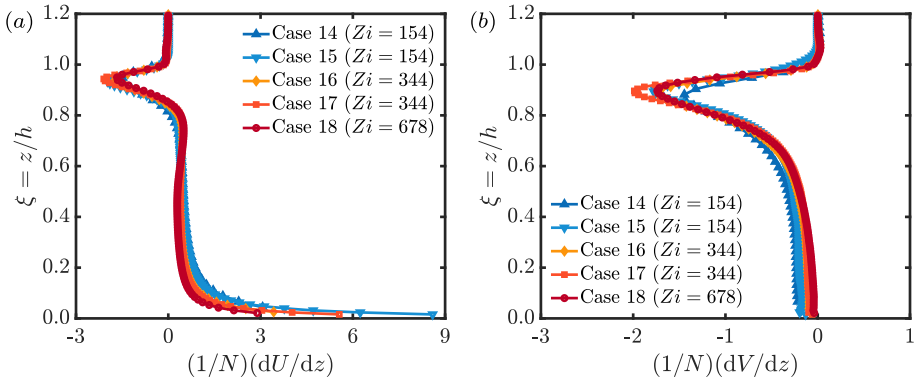 (a)
1.2
1.0
0.8
0.6
0.4
0.2
0.0
ξ = z/h
Case 14 (Zi = 154)
Case 15 (Zi = 154)
Case 16 (Zi = 344)
Case 17 (Zi = 344)
Case 18 (Zi = 678)
-3 0 3 6 9
(1/N)(dU/dz)
(b)
1.2
1.0
0.8
0.6
0.4
0.2
0.0
ξ = z/h
Case 14 (Zi = 154)
Case 15 (Zi = 154)
Case 16 (Zi = 344)
Case 17 (Zi = 344)
Case 18 (Zi = 678)
-3 -2 -1 0 1
(1/N)(dV/dz)